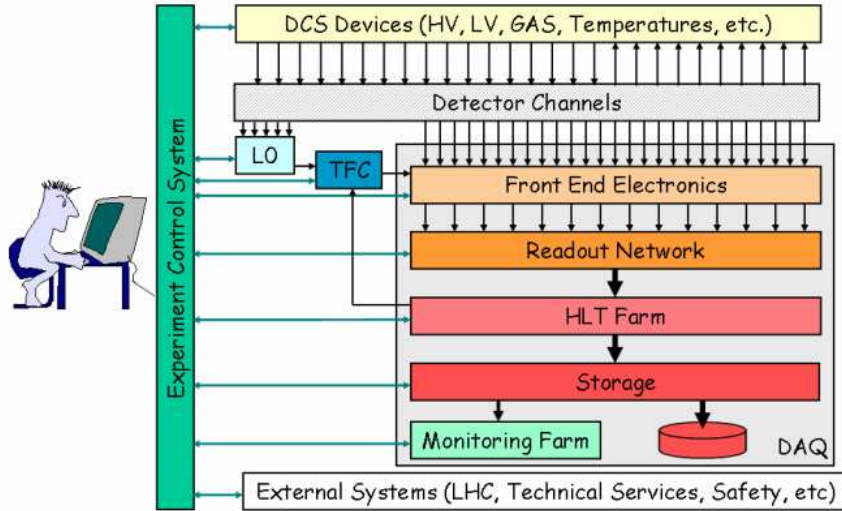 DCS Devices (HV, LV, GAS, Temperatures, etc.)
Detector Channels
L0
TFC
Front End Electronics
Readout Network
HLT Farm
Storage
Monitoring Farm
DAQ
External Systems (LHC, Technical Services, Safety, etc)
Experiment Control System